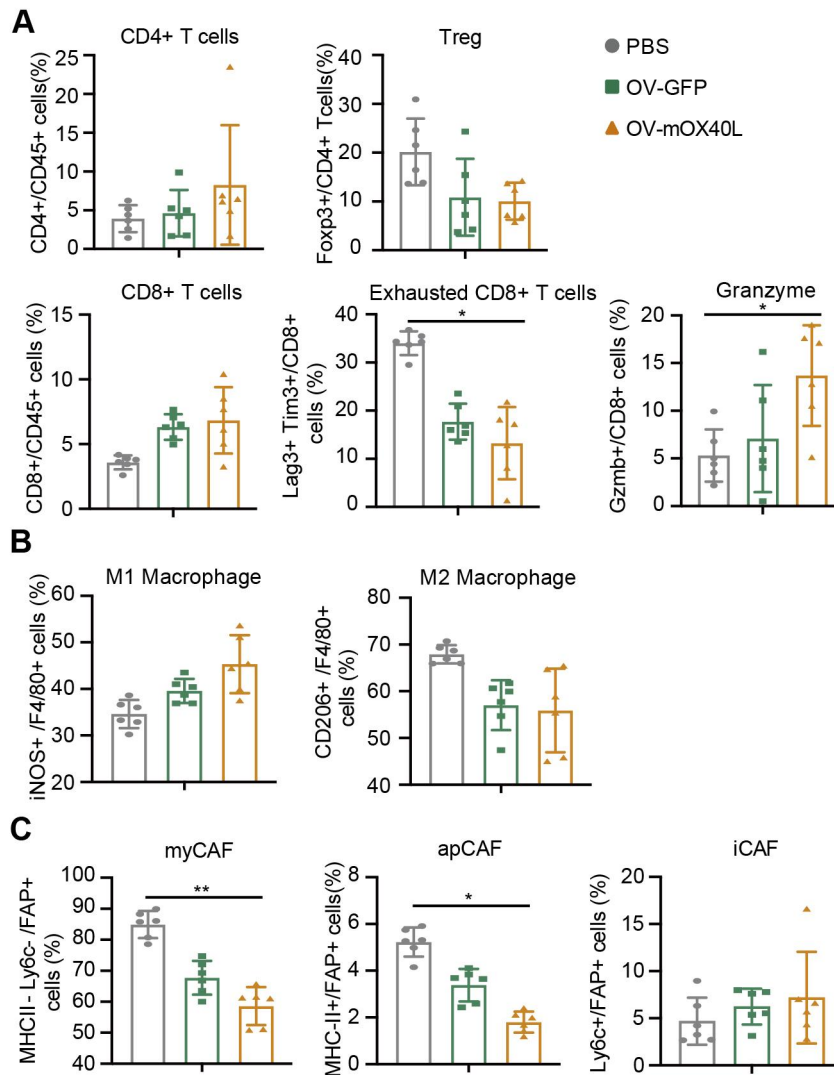 A
CD4+ T cells
CD4+/CD45+ cells(%)
25
20
15
10
5
0
Treg
Foxp3+/CD4+ Tcells(%)
40
30
20
10
0
PBS
OV-GFP
OV-mOX40L
CD8+ T cells
CD8+/CD45+ cells (%)
15
10
5
0
Exhausted CD8+ T cells
*
Lag3+ Tim3+/CD8+
cells (%)
40
30
20
10
0
Granzyme
*
Gzmb+/CD8+ cells (%)
20
15
10
5
0
B
M1 Macrophage
iNOS+ /F4/80+ cells (%)
60
50
40
30
20
M2 Macrophage
CD206+ /F4/80+
cells (%)
80
70
60
50
40
C
myCAF
**
MHCII - Ly6c- /FAP+
cells (%)
100
90
80
70
60
50
40
apCAF
*
MHC-II+/FAP+ cells(%)
8
6
4
2
0
iCAF
Ly6c+/FAP+ cells (%)
20
15
10
5
0